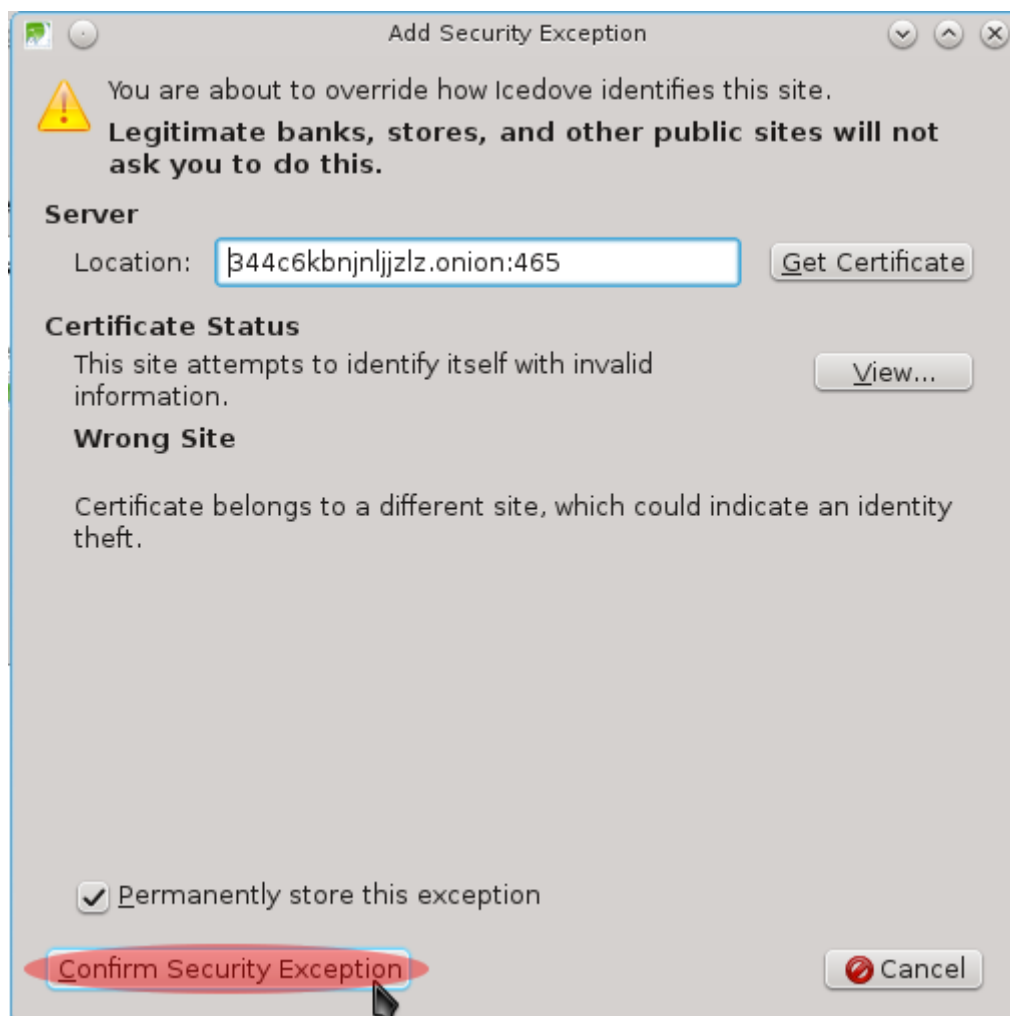 Add Security Exception
You are about to override how Icedove identifies this site.
Legitimate banks, stores, and other public sites will not
ask you to do this.
Server
Location: 344c6kbnjnljjzlz.onion:465 Get Certificate
Certificate Status
This site attempts to identify itself with invalid
information.
View...
Wrong Site
Certificate belongs to a different site, which could indicate an identity
theft.
Permanently store this exception
Confirm Security Exception Cancel